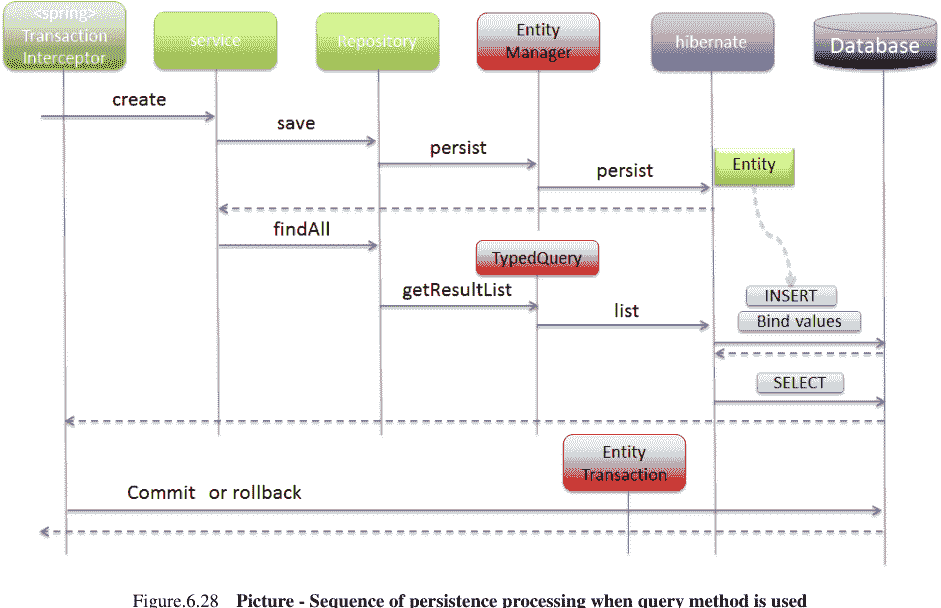 <spring>
Transaction
Interceptor
service
Repository
Entity
Manager
hibernate
Database
create
save
persist
persist
Entity
findAll
TypedQuery
getResultList
list
INSERT
Bind values
SELECT
Entity
Transaction
Commit or rollback
Figure.6.28 Picture - Sequence of persistence processing when query method is used